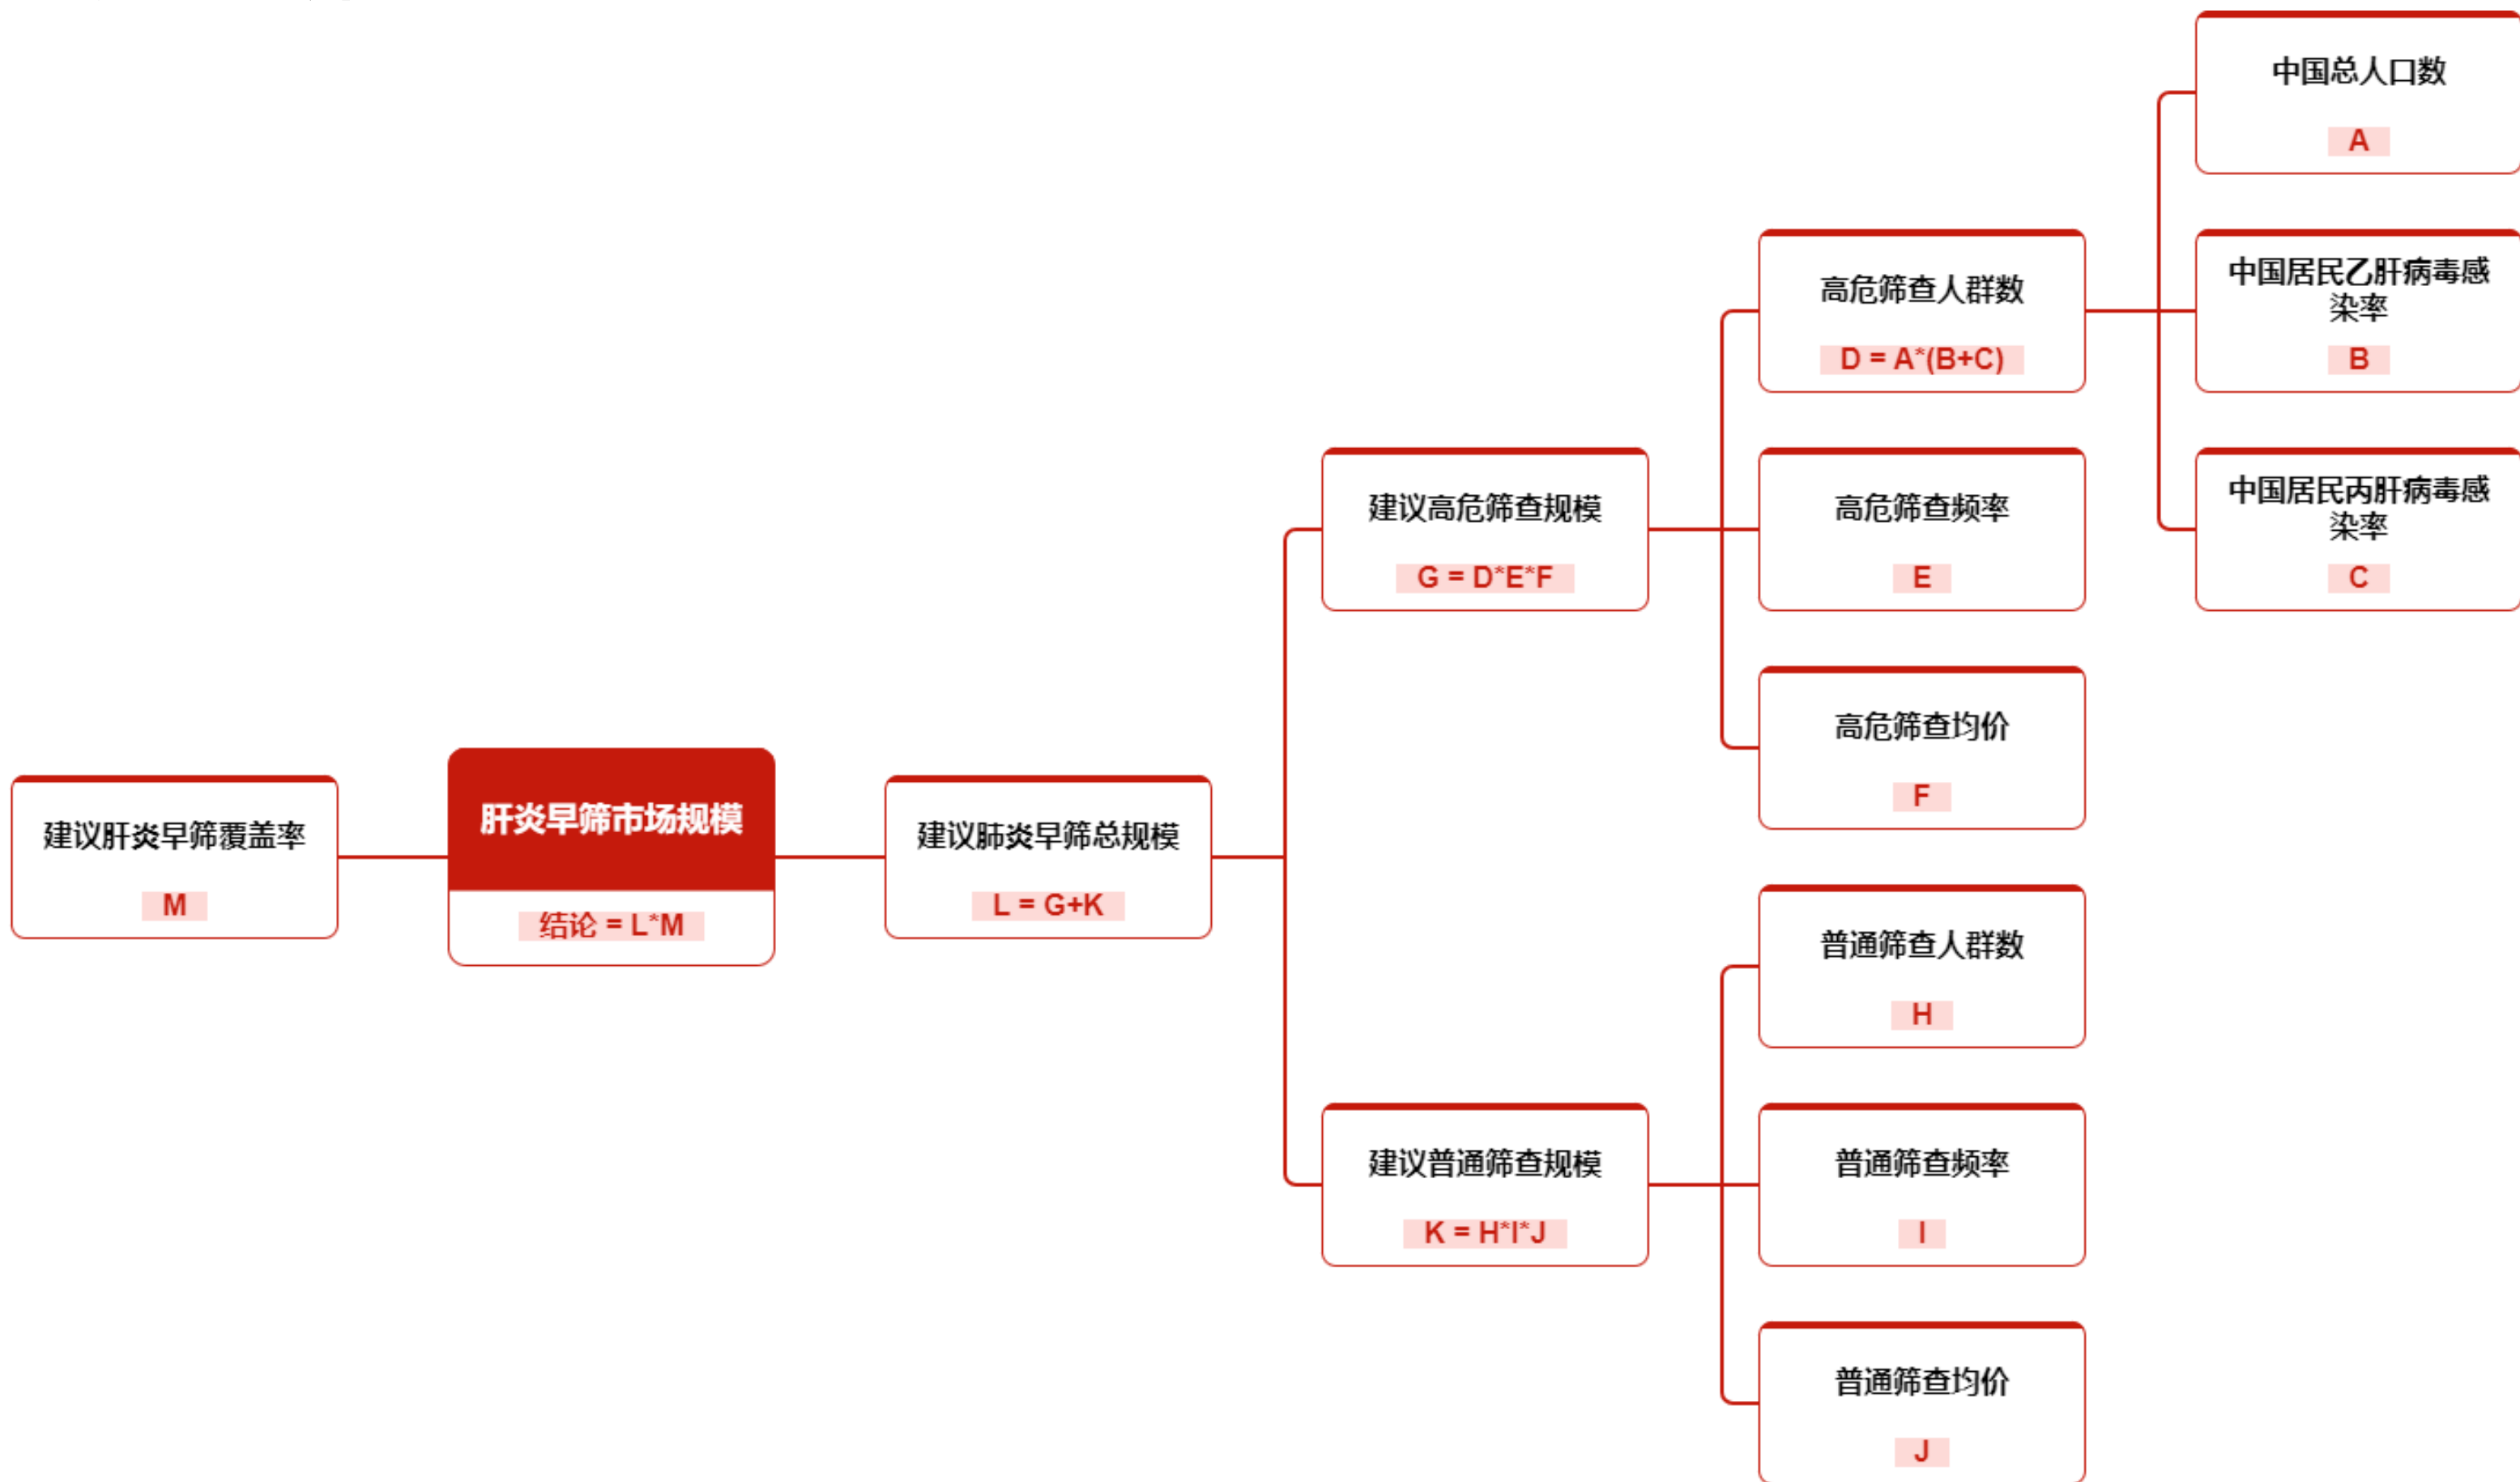 中国总人口数
A
中国居民乙肝病毒感
染率
B
中国居民丙肝病毒感
染率
C
高危筛查人群数
D = A*(B+C)
高危筛查频率
E
高危筛查均价
F
建议高危筛查规模
G = D*E*F
建议肝炎早筛覆盖率
M
肝炎早筛市场规模
结论 = L*M
建议肺炎早筛总规模
L = G+K
普通筛查人群数
H
普通筛查频率
I
普通筛查均价
J
建议普通筛查规模
K = H*I*J